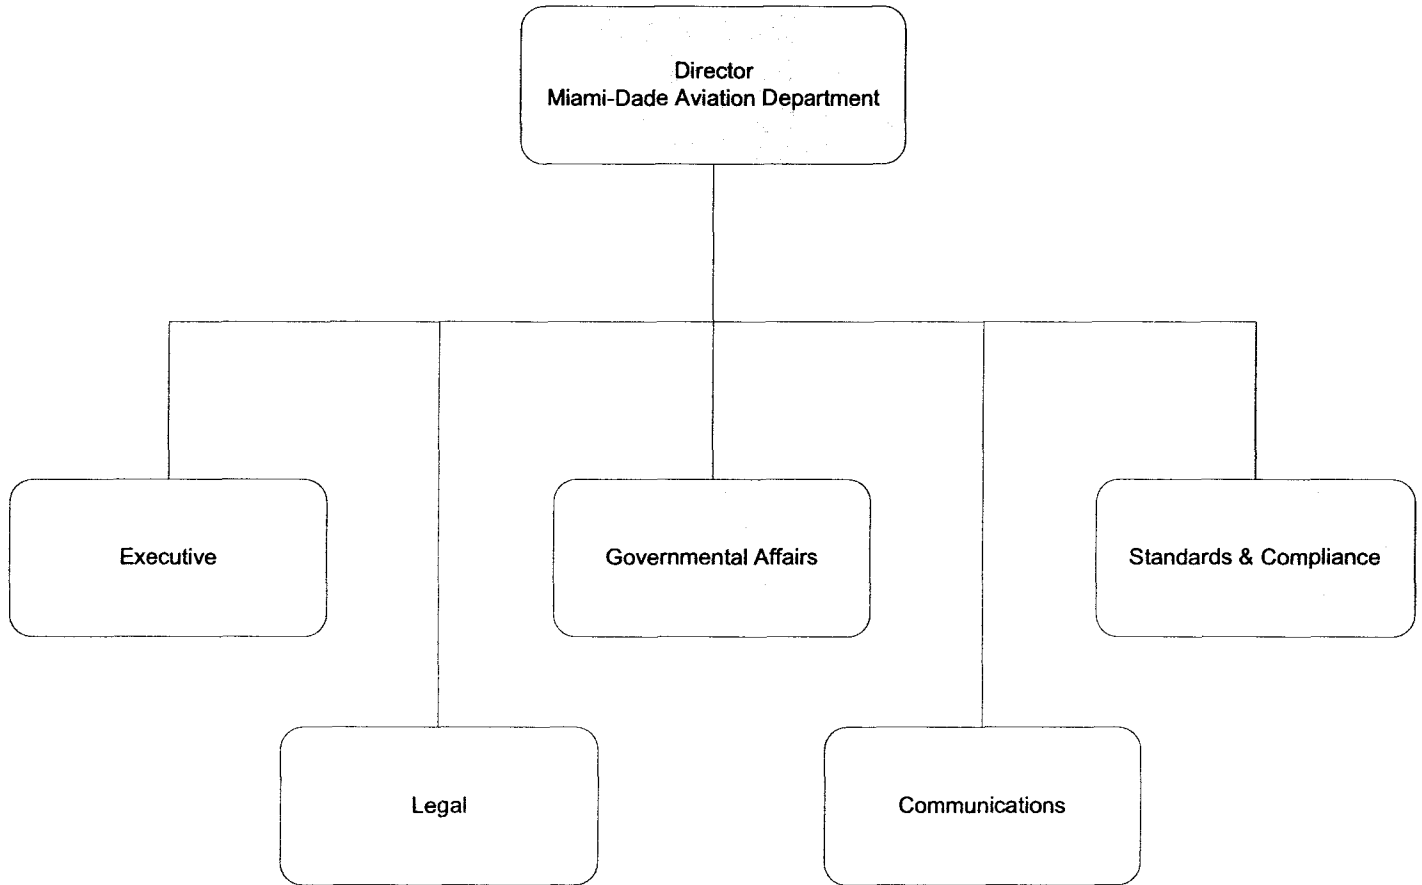 Director
Miami-Dade Aviation Department
Executive
Governmental Affairs
Standards & Compliance
Legal
Communications